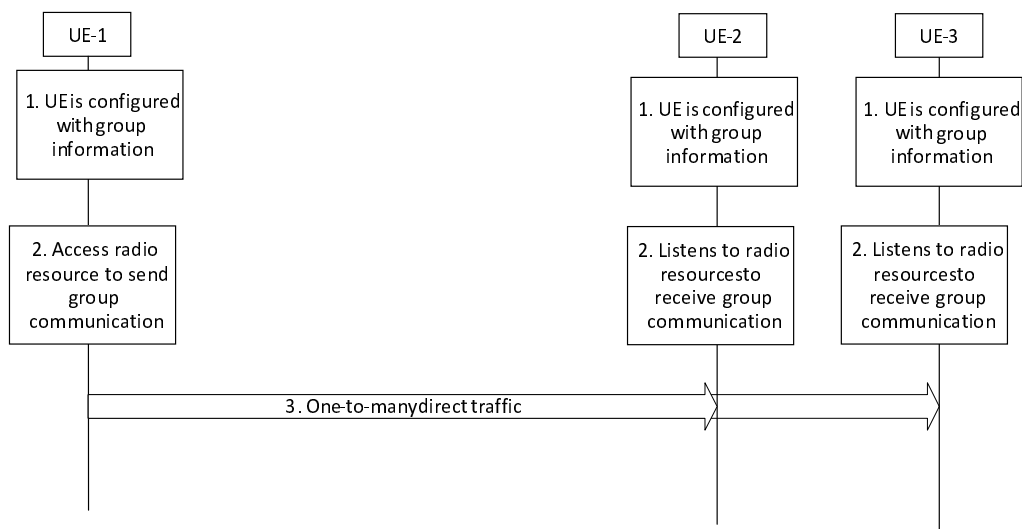 UE-1
UE-2
UE-3
1. UE is configured
with group
information
1. UE is configured
with group
information
1. UE is configured
with group
information
2. Access radio
resource to send
group
communication
2. Listens to radio
resourcesto
receive group
communication
2. Listens to radio
resourcesto
receive group
communication
3. One-to-manydirect traffic